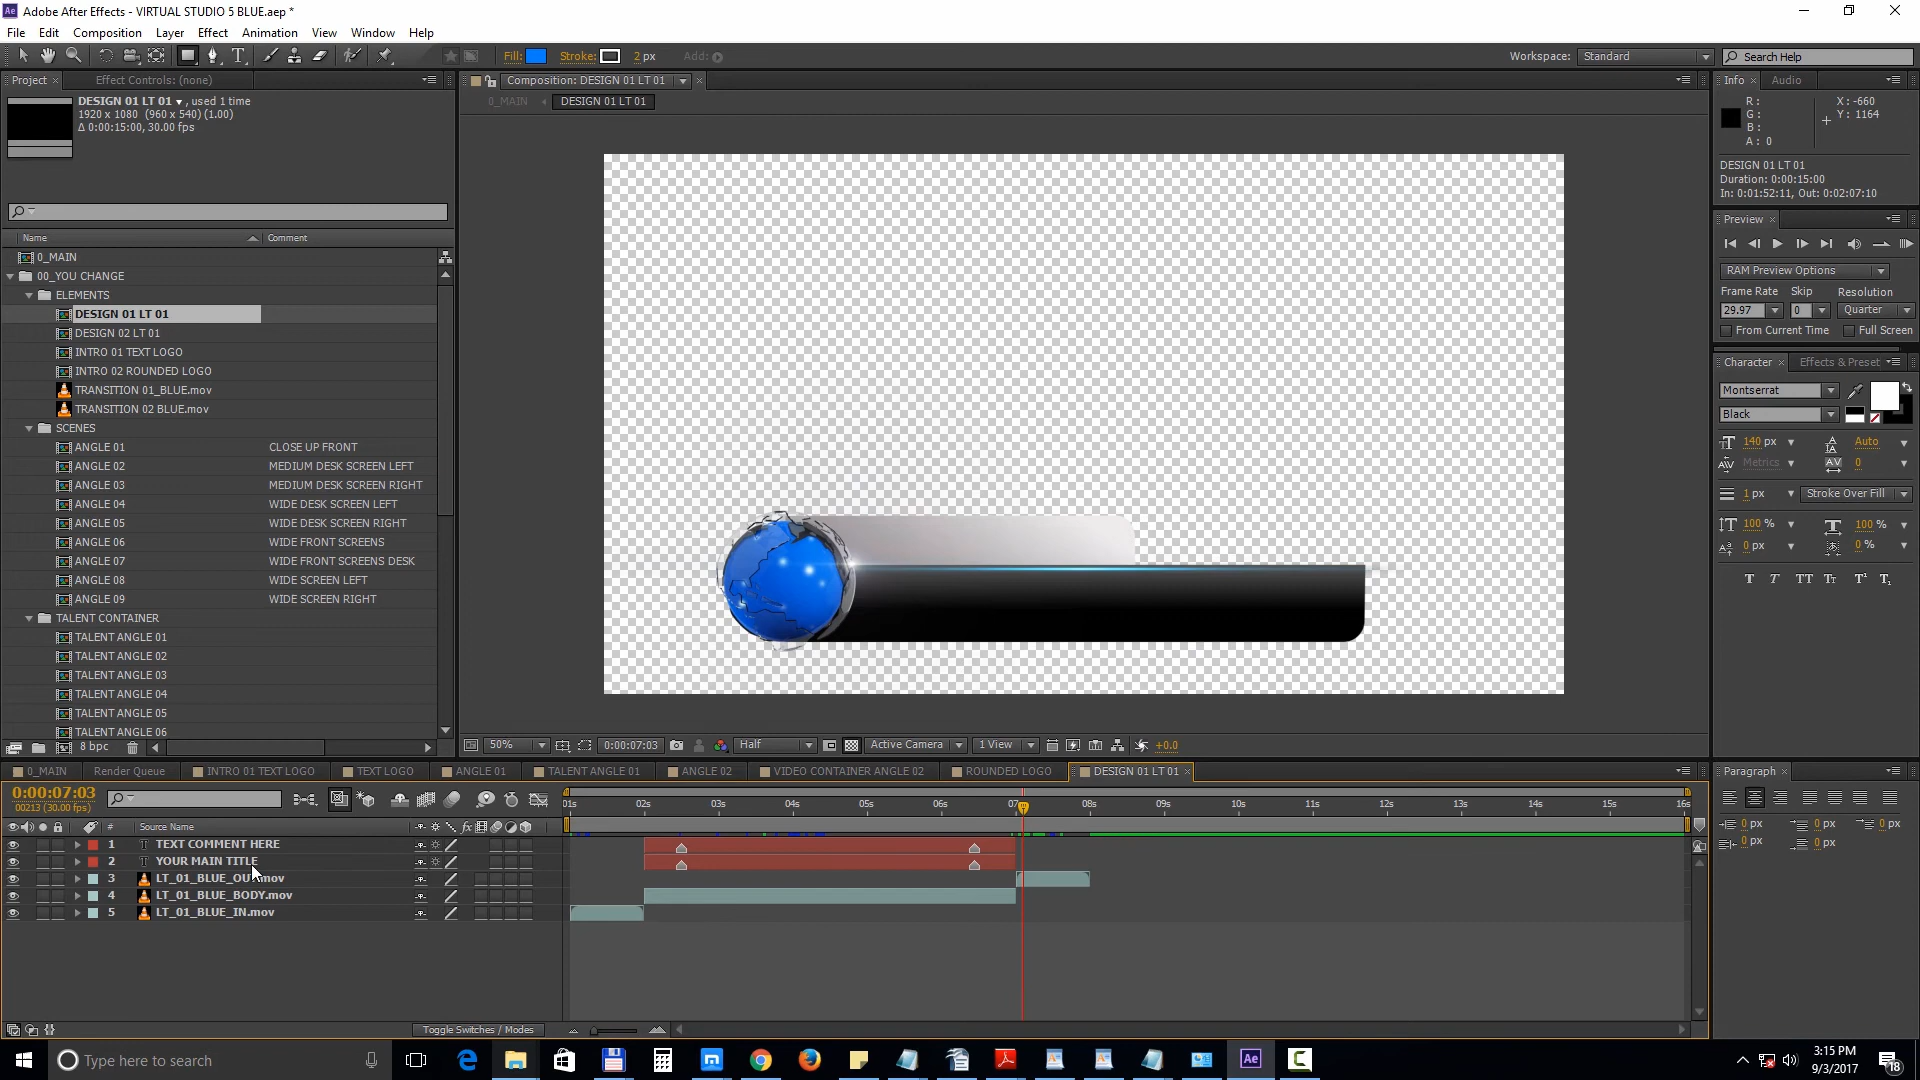 Adobe After Effects - VIRTUAL STUDIO 5 BLUE.aep *
File Edit Composition Layer Effect Animation View Window Help
Fill: Stroke: 2 px Add: Workspace: Standard Search Help
Project Effect Controls: (none) Composition: DESIGN 01 LT 01 Info Audio
DESIGN 01 LT 01 , used 1 time
1920 x 1080 (960 x 540) (1.00)
Δ 0:00:15:00, 30.00 fps
0_MAIN DESIGN 01 LT 01
R: X: -660
G: Y: 1164
B:
A: 0
DESIGN 01 LT 01
Duration: 0:00:15:00
In: 0:01:52:11, Out: 0:02:07:10
Name Comment
0_MAIN
00_YOU CHANGE
ELEMENTS
DESIGN 01 LT 01
DESIGN 02 LT 01
INTRO 01 TEXT LOGO
INTRO 02 ROUNDED LOGO
TRANSITION 01_BLUE.mov
TRANSITION 02 BLUE.mov
SCENES
ANGLE 01 CLOSE UP FRONT
ANGLE 02 MEDIUM DESK SCREEN LEFT
ANGLE 03 MEDIUM DESK SCREEN RIGHT
ANGLE 04 WIDE DESK SCREEN LEFT
ANGLE 05 WIDE DESK SCREEN RIGHT
ANGLE 06 WIDE FRONT SCREENS
ANGLE 07 WIDE FRONT SCREENS DESK
ANGLE 08 WIDE SCREEN LEFT
ANGLE 09 WIDE SCREEN RIGHT
TALENT CONTAINER
TALENT ANGLE 01
TALENT ANGLE 02
TALENT ANGLE 03
TALENT ANGLE 04
TALENT ANGLE 05
TALENT ANGLE 06
8 bpc
Preview
RAM Preview Options
Frame Rate Skip Resolution
29.97 0 Quarter
From Current Time Full Screen
Character Effects & Preset
Montserrat
Black
140 px Auto
Metrics 0
1 px Stroke Over Fill
100 % 100 %
0 px 0 %
50% 0:00:07:03 Half Active Camera 1 View +0.0
0_MAIN Render Queue INTRO 01 TEXT LOGO TEXT LOGO ANGLE 01 TALENT ANGLE 01 ANGLE 02 VIDEO CONTAINER ANGLE 02 ROUNDED LOGO DESIGN 01 LT 01
0:00:07:03
00213 (30.00 fps)
01s 02s 03s 04s 05s 06s 07 08s 09s 10s 11s 12s 13s 14s 15s 16s
# Source Name
1 TEXT COMMENT HERE
2 YOUR MAIN TITLE
3 LT_01_BLUE_OUT.mov
4 LT_01_BLUE_BODY.mov
5 LT_01_BLUE_IN.mov
Toggle Switches / Modes
Paragraph
0 px 0 px 0 px
0 px 0 px
Type here to search
3:15 PM
9/3/2017
18